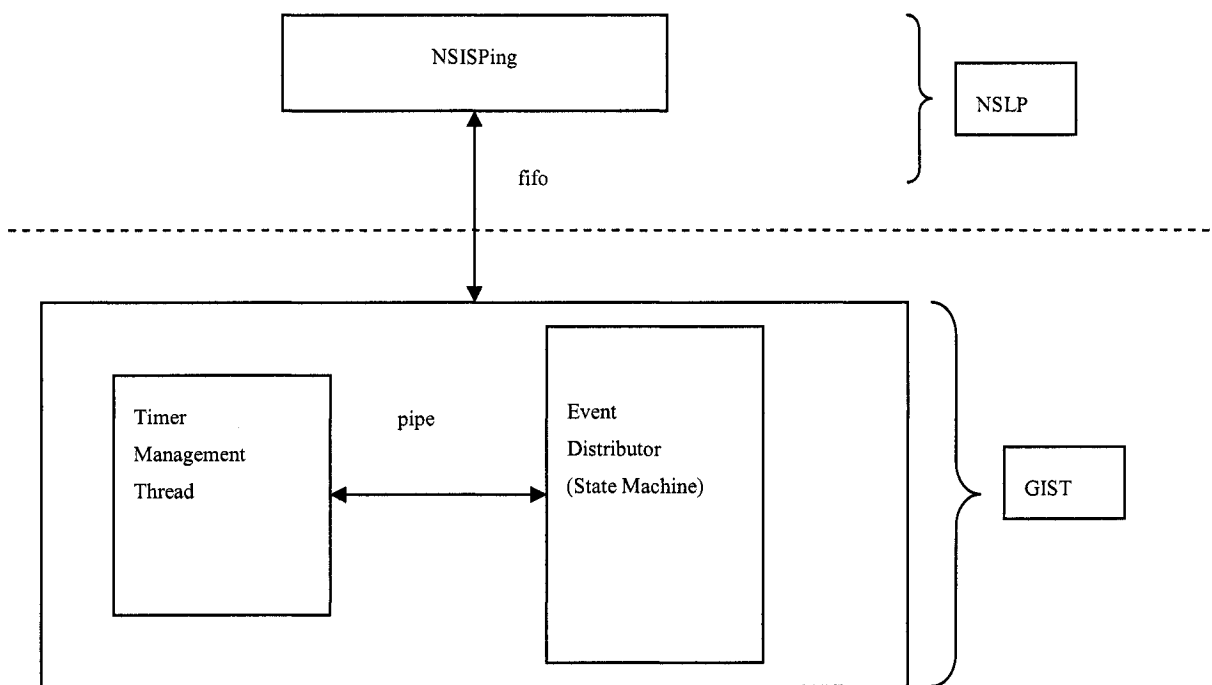 NSISPing
NSLP
fifo
Timer
Management
Thread
pipe
Event
Distributor
(State Machine)
GIST